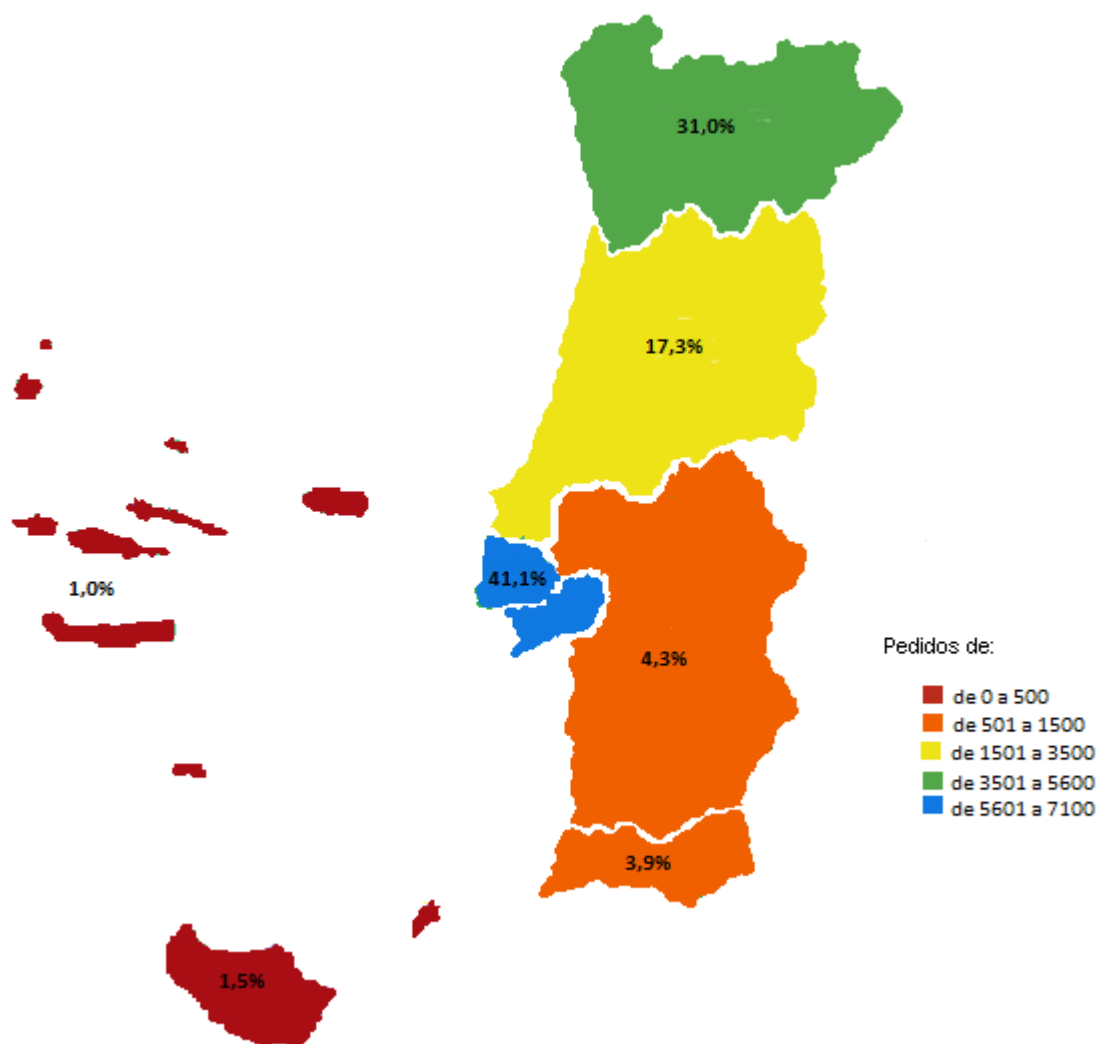 31,0%
17,3%
41,1%
1,0%
4,3%
Pedidos de:
de 0 a 500
de 501 a 1500
de 1501 a 3500
de 3501 a 5600
de 5601 a 7100
3,9%
1,5%